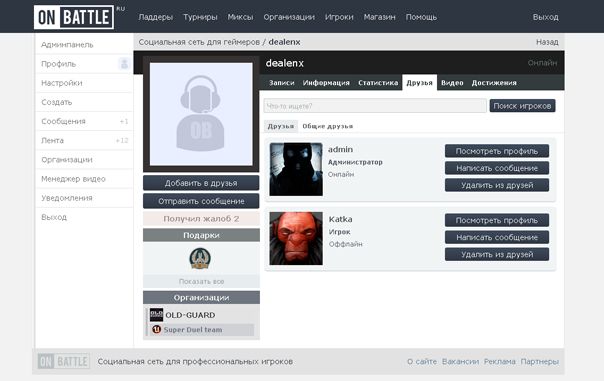 ON BATTLE RU
Ладдеры Турниры Миксы Организации Игроки Магазин Помощь Выход
Админпанель
Профиль
Настройки
Создать
Сообщения +1
Лента +12
Организации
Менеджер видео
Уведомления
Выход
Социальная сеть для геймеров / dealenx Назад
OB
Добавить в друзья
Отправить сообщение
Получил жалоб 2
Подарки
Показать все
Организации
OLD-GUARD
Super Duel team
dealenx Онлайн
Записи Информация Статистика Друзья Видео Достижения
Что-то ищете? Поиск игроков
Друзья Общие друзья
admin
Администратор
Онлайн
Посмотреть профиль
Написать сообщение
Удалить из друзей
Katka
Игрок
Оффлайн
Посмотреть профиль
Написать сообщение
Удалить из друзей
ON BATTLE Социальная сеть для профессиональных игроков О сайте Вакансии Реклама Партнеры